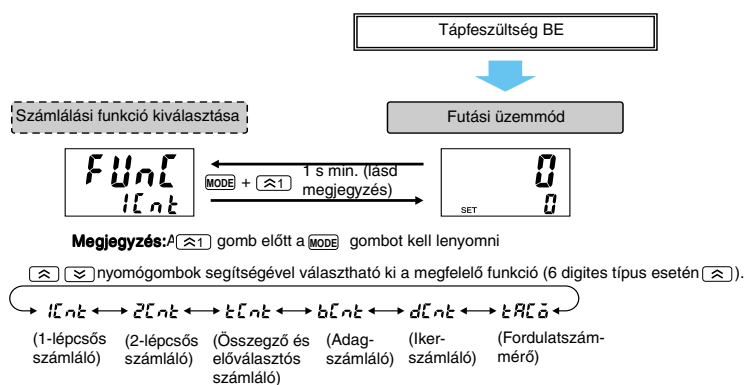 Tápfeszültség BE
Számlálási funkció kiválasztása
Futási üzemmód
FUnC
1Cnt
MODE + 1
1 s min. (lásd
megjegyzés)
0
SET 0
Megjegyzés:A 1 gomb előtt a MODE gombot kell lenyomni
nyomógombok segítségével választható ki a megfelelő funkció (6 digites típus esetén ).
1Cnt 2Cnt tCnt bCnt dCnt tACo
(1-lépcsős
számláló)
(2-lépcsős
számláló)
(Összegző és
előválasztós
számláló)
(Adag-
számláló)
(Iker-
számláló)
(Fordulatszám-
mérő)